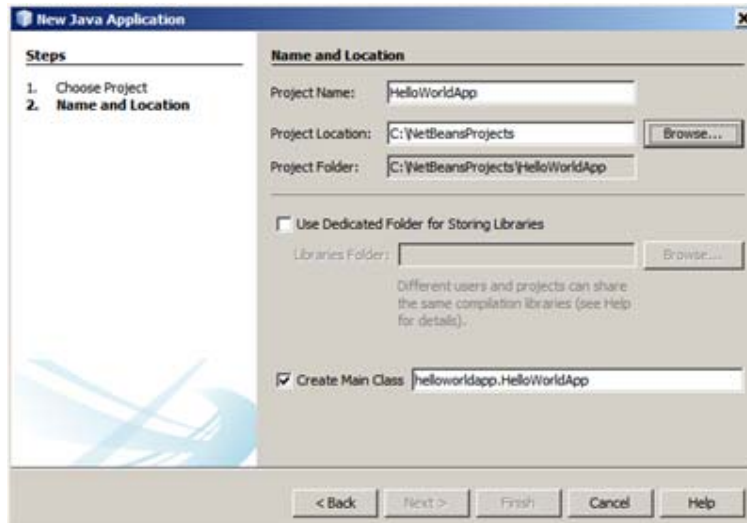 New Java Application
Steps
1. Choose Project
2. Name and Location
Name and Location
Project Name: HelloWorldApp
Project Location: C:\NetBeansProjects Browse...
Project Folder: C:\NetBeansProjects\HelloWorldApp
Use Dedicated Folder for Storing Libraries
Libraries Folder: Browse...
Different users and projects can share
the same compilation libraries (see Help
for details).
Create Main Class helloworldapp.HelloWorldApp
< Back Next > Finish Cancel Help